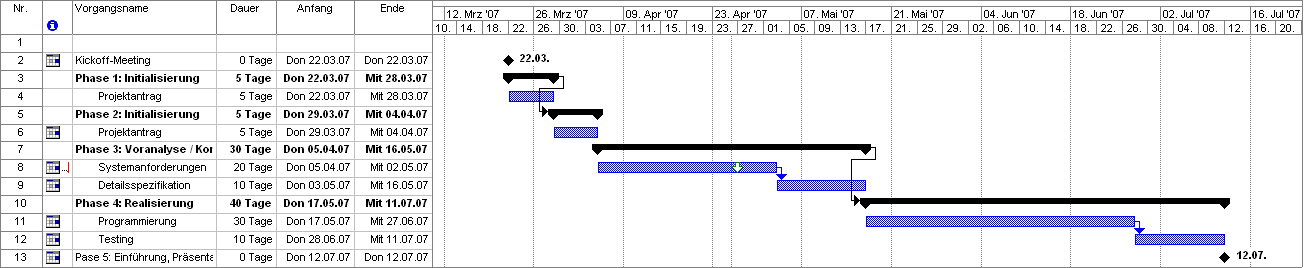 Nr. Vorgangsname Dauer Anfang Ende 12. Mrz '07 26. Mrz '07 09. Apr '07 23. Apr '07 07. Mai '07 21. Mai '07 04. Jun '07 18. Jun '07 02. Jul '07 16. Jul '07
10. 14. 18. 22. 26. 30. 03. 07. 11. 15. 19. 23. 27. 01. 05. 09. 13. 17. 21. 25. 29. 02. 06. 10. 14. 18. 22. 26. 30. 04. 08. 12. 16. 20.
1
2 Kickoff-Meeting 0 Tage Don 22.03.07 Don 22.03.07 22.03.
3 Phase 1: Initialisierung 5 Tage Don 22.03.07 Mit 28.03.07
4 Projektantrag 5 Tage Don 22.03.07 Mit 28.03.07
5 Phase 2: Initialisierung 5 Tage Don 29.03.07 Mit 04.04.07
6 Projektantrag 5 Tage Don 29.03.07 Mit 04.04.07
7 Phase 3: Voranalyse / Kor 30 Tage Don 05.04.07 Mit 16.05.07
8 Systemanforderungen 20 Tage Don 05.04.07 Mit 02.05.07
9 Detailsspezifikation 10 Tage Don 03.05.07 Mit 16.05.07
10 Phase 4: Realisierung 40 Tage Don 17.05.07 Mit 11.07.07
11 Programmierung 30 Tage Don 17.05.07 Mit 27.06.07
12 Testing 10 Tage Don 28.06.07 Mit 11.07.07
13 Pase 5: Einführung, Präsenta 0 Tage Don 12.07.07 Don 12.07.07 12.07.